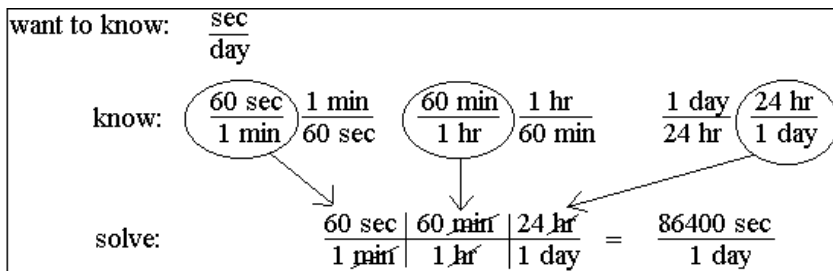 want to know: sec
day
know: 60 sec 1 min 60 min 1 hr 1 day 24 hr
1 min 60 sec 1 hr 60 min 24 hr 1 day
solve: 60 sec 60 min 24 hr = 86400 sec
1 min 1 hr 1 day 1 day